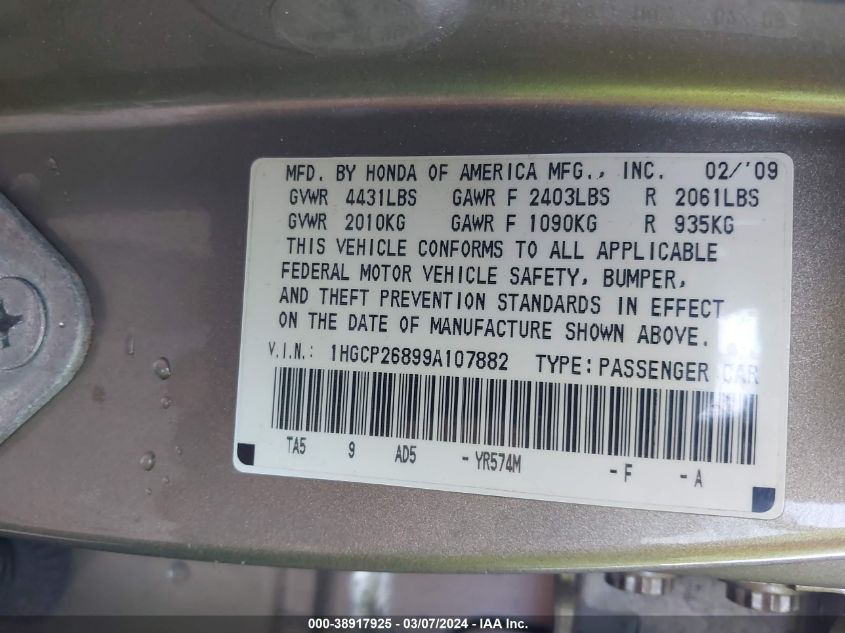 MFD. BY HONDA OF AMERICA MFG., INC. 02/'09
GVWR 4431LBS GAWR F 2403LBS R 2061LBS
GVWR 2010KG GAWR F 1090KG R 935KG
THIS VEHICLE CONFORMS TO ALL APPLICABLE
FEDERAL MOTOR VEHICLE SAFETY, BUMPER,
AND THEFT PREVENTION STANDARDS IN EFFECT
ON THE DATE OF MANUFACTURE SHOWN ABOVE.
V.I.N.: 1HGCP26899A107882 TYPE:PASSENGER CAR
TA5 9 AD5 -YR574M -F -A
000-38917925 - 03/07/2024 - IAA Inc.